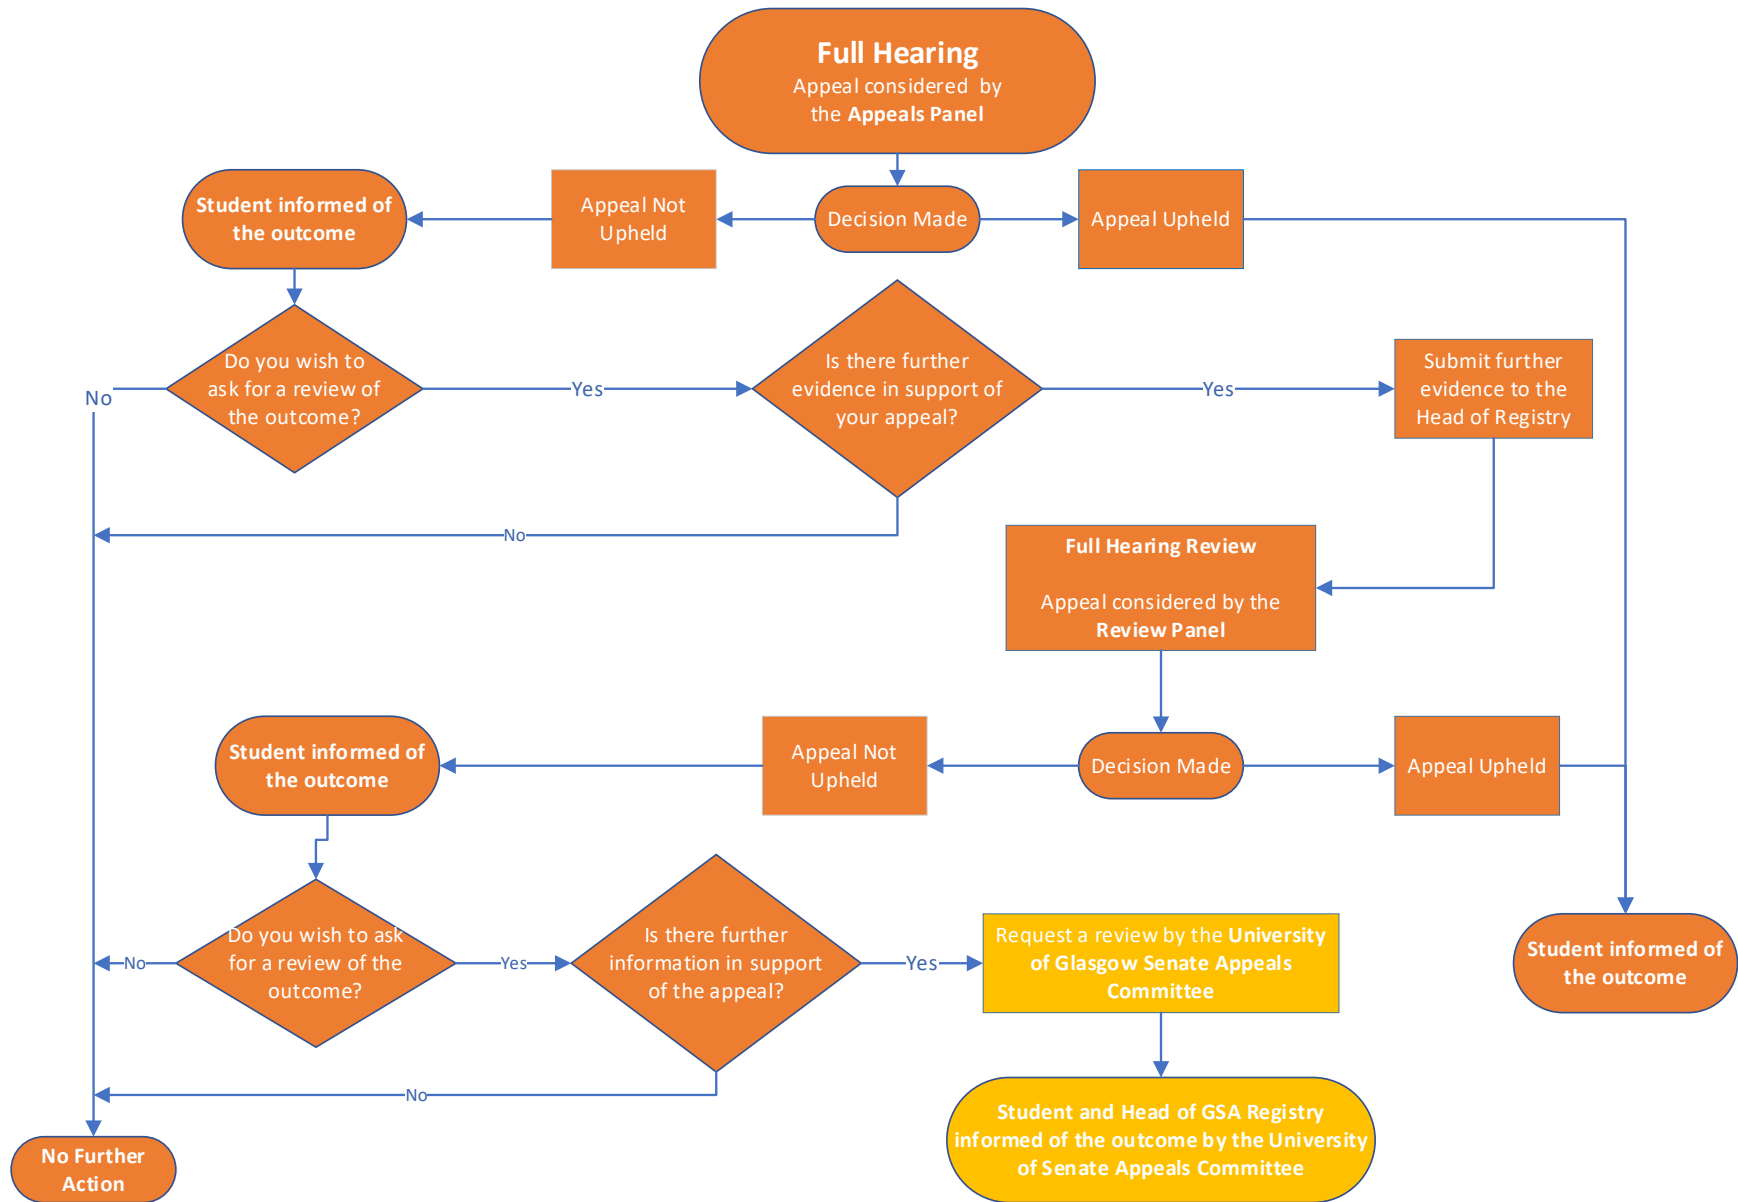 Full Hearing
Appeal considered by
the Appeals Panel
Student informed of
the outcome
Appeal Not
Upheld
Decision Made
Appeal Upheld
Do you wish to
ask for a review of
the outcome?
No
Yes
Is there further
evidence in support of
your appeal?
Yes
Submit further
evidence to the
Head of Registry
No
Full Hearing Review
Appeal considered by the
Review Panel
Student informed of
the outcome
Appeal Not
Upheld
Decision Made
Appeal Upheld
Do you wish to ask
for a review of the
outcome?
No
Yes
Is there further
information in support
of the appeal?
Yes
Request a review by the University
of Glasgow Senate Appeals
Committee
Student informed of
the outcome
No
Student and Head of GSA Registry
informed of the outcome by the University
of Senate Appeals Committee
No Further
Action